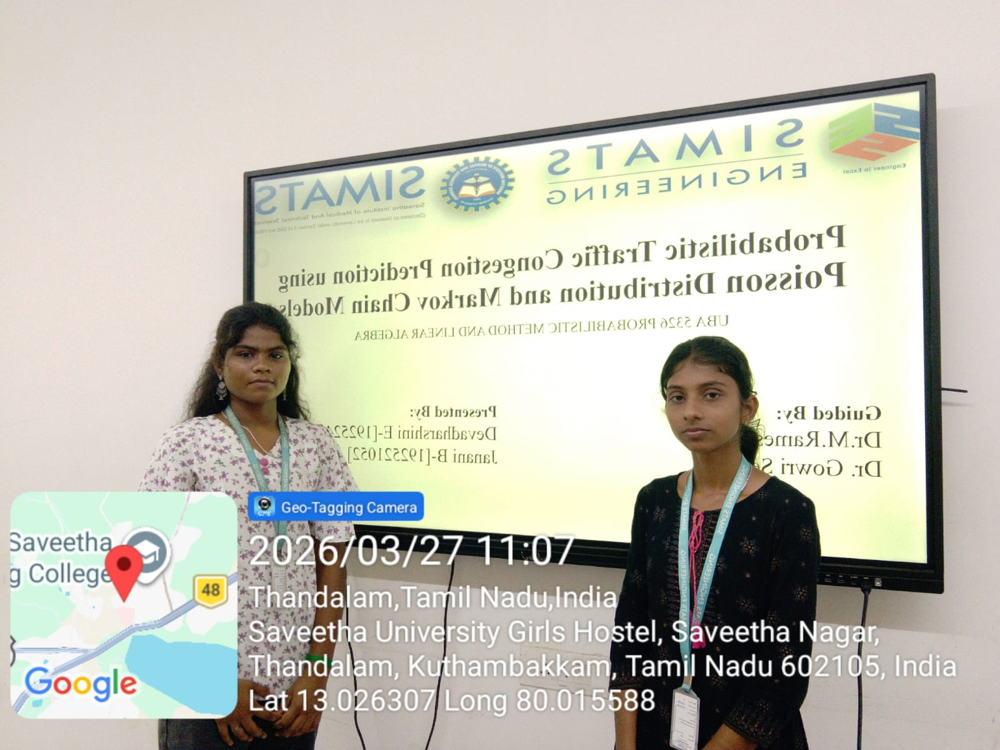 SIMATS
ENGINEERING
Engineer to Excel
SIMATS
Saveetha Institute of Medical And Technical Sciences
(Declared as Deemed to be University under Section 3 of UGC Act 1956)
Probabilistic Traffic Congestion Prediction using
Poisson Distribution and Markov Chain Models
UBA 5326 PROBABILISTIC METHOD AND LINEAR ALGEBRA
Guided By:
Dr.M.Rames
Dr. Gowri
Presented By:
Devadharshini E-[19252
Janani B-[192521052]
SIMATS ENGINEERING
SIMATS ENGINEERING
Geo-Tagging Camera
2026/03/27 11:07
Thandalam,Tamil Nadu,India
Saveetha University Girls Hostel, Saveetha Nagar,
Thandalam, Kuthambakkam, Tamil Nadu 602105, India
Lat 13.026307 Long 80.015588
Saveetha
g College
48
Google